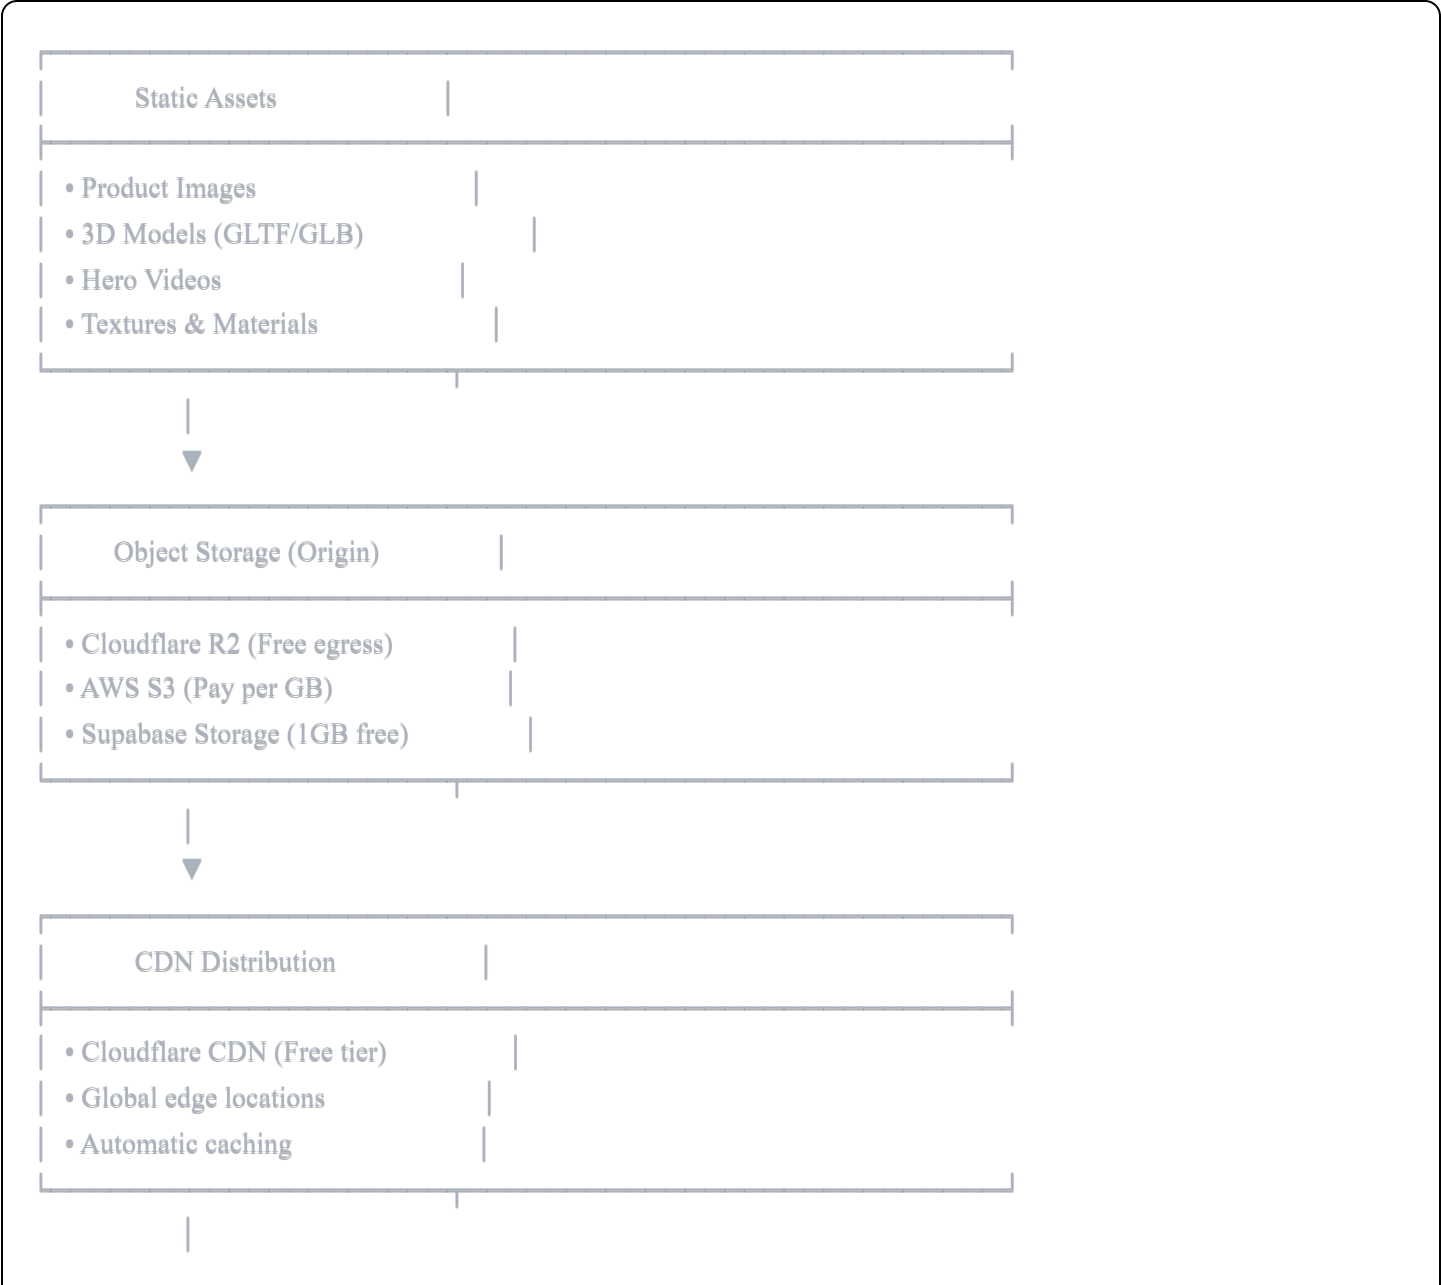 Static Assets
• Product Images
• 3D Models (GLTF/GLB)
• Hero Videos
• Textures & Materials
▼
Object Storage (Origin)
• Cloudflare R2 (Free egress)
• AWS S3 (Pay per GB)
• Supabase Storage (1GB free)
▼
CDN Distribution
• Cloudflare CDN (Free tier)
• Global edge locations
• Automatic caching